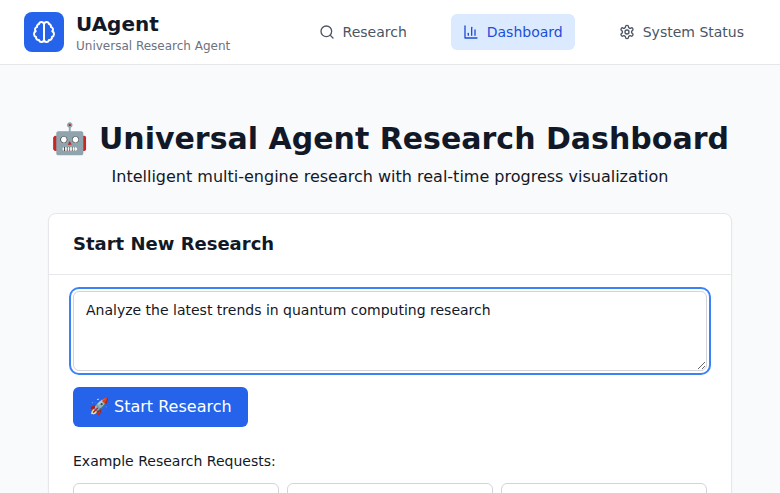 UAgent
Universal Research Agent
Research
Dashboard
System Status
🤖 Universal Agent Research Dashboard
Intelligent multi-engine research with real-time progress visualization
Start New Research
Analyze the latest trends in quantum computing research
🚀 Start Research
Example Research Requests: